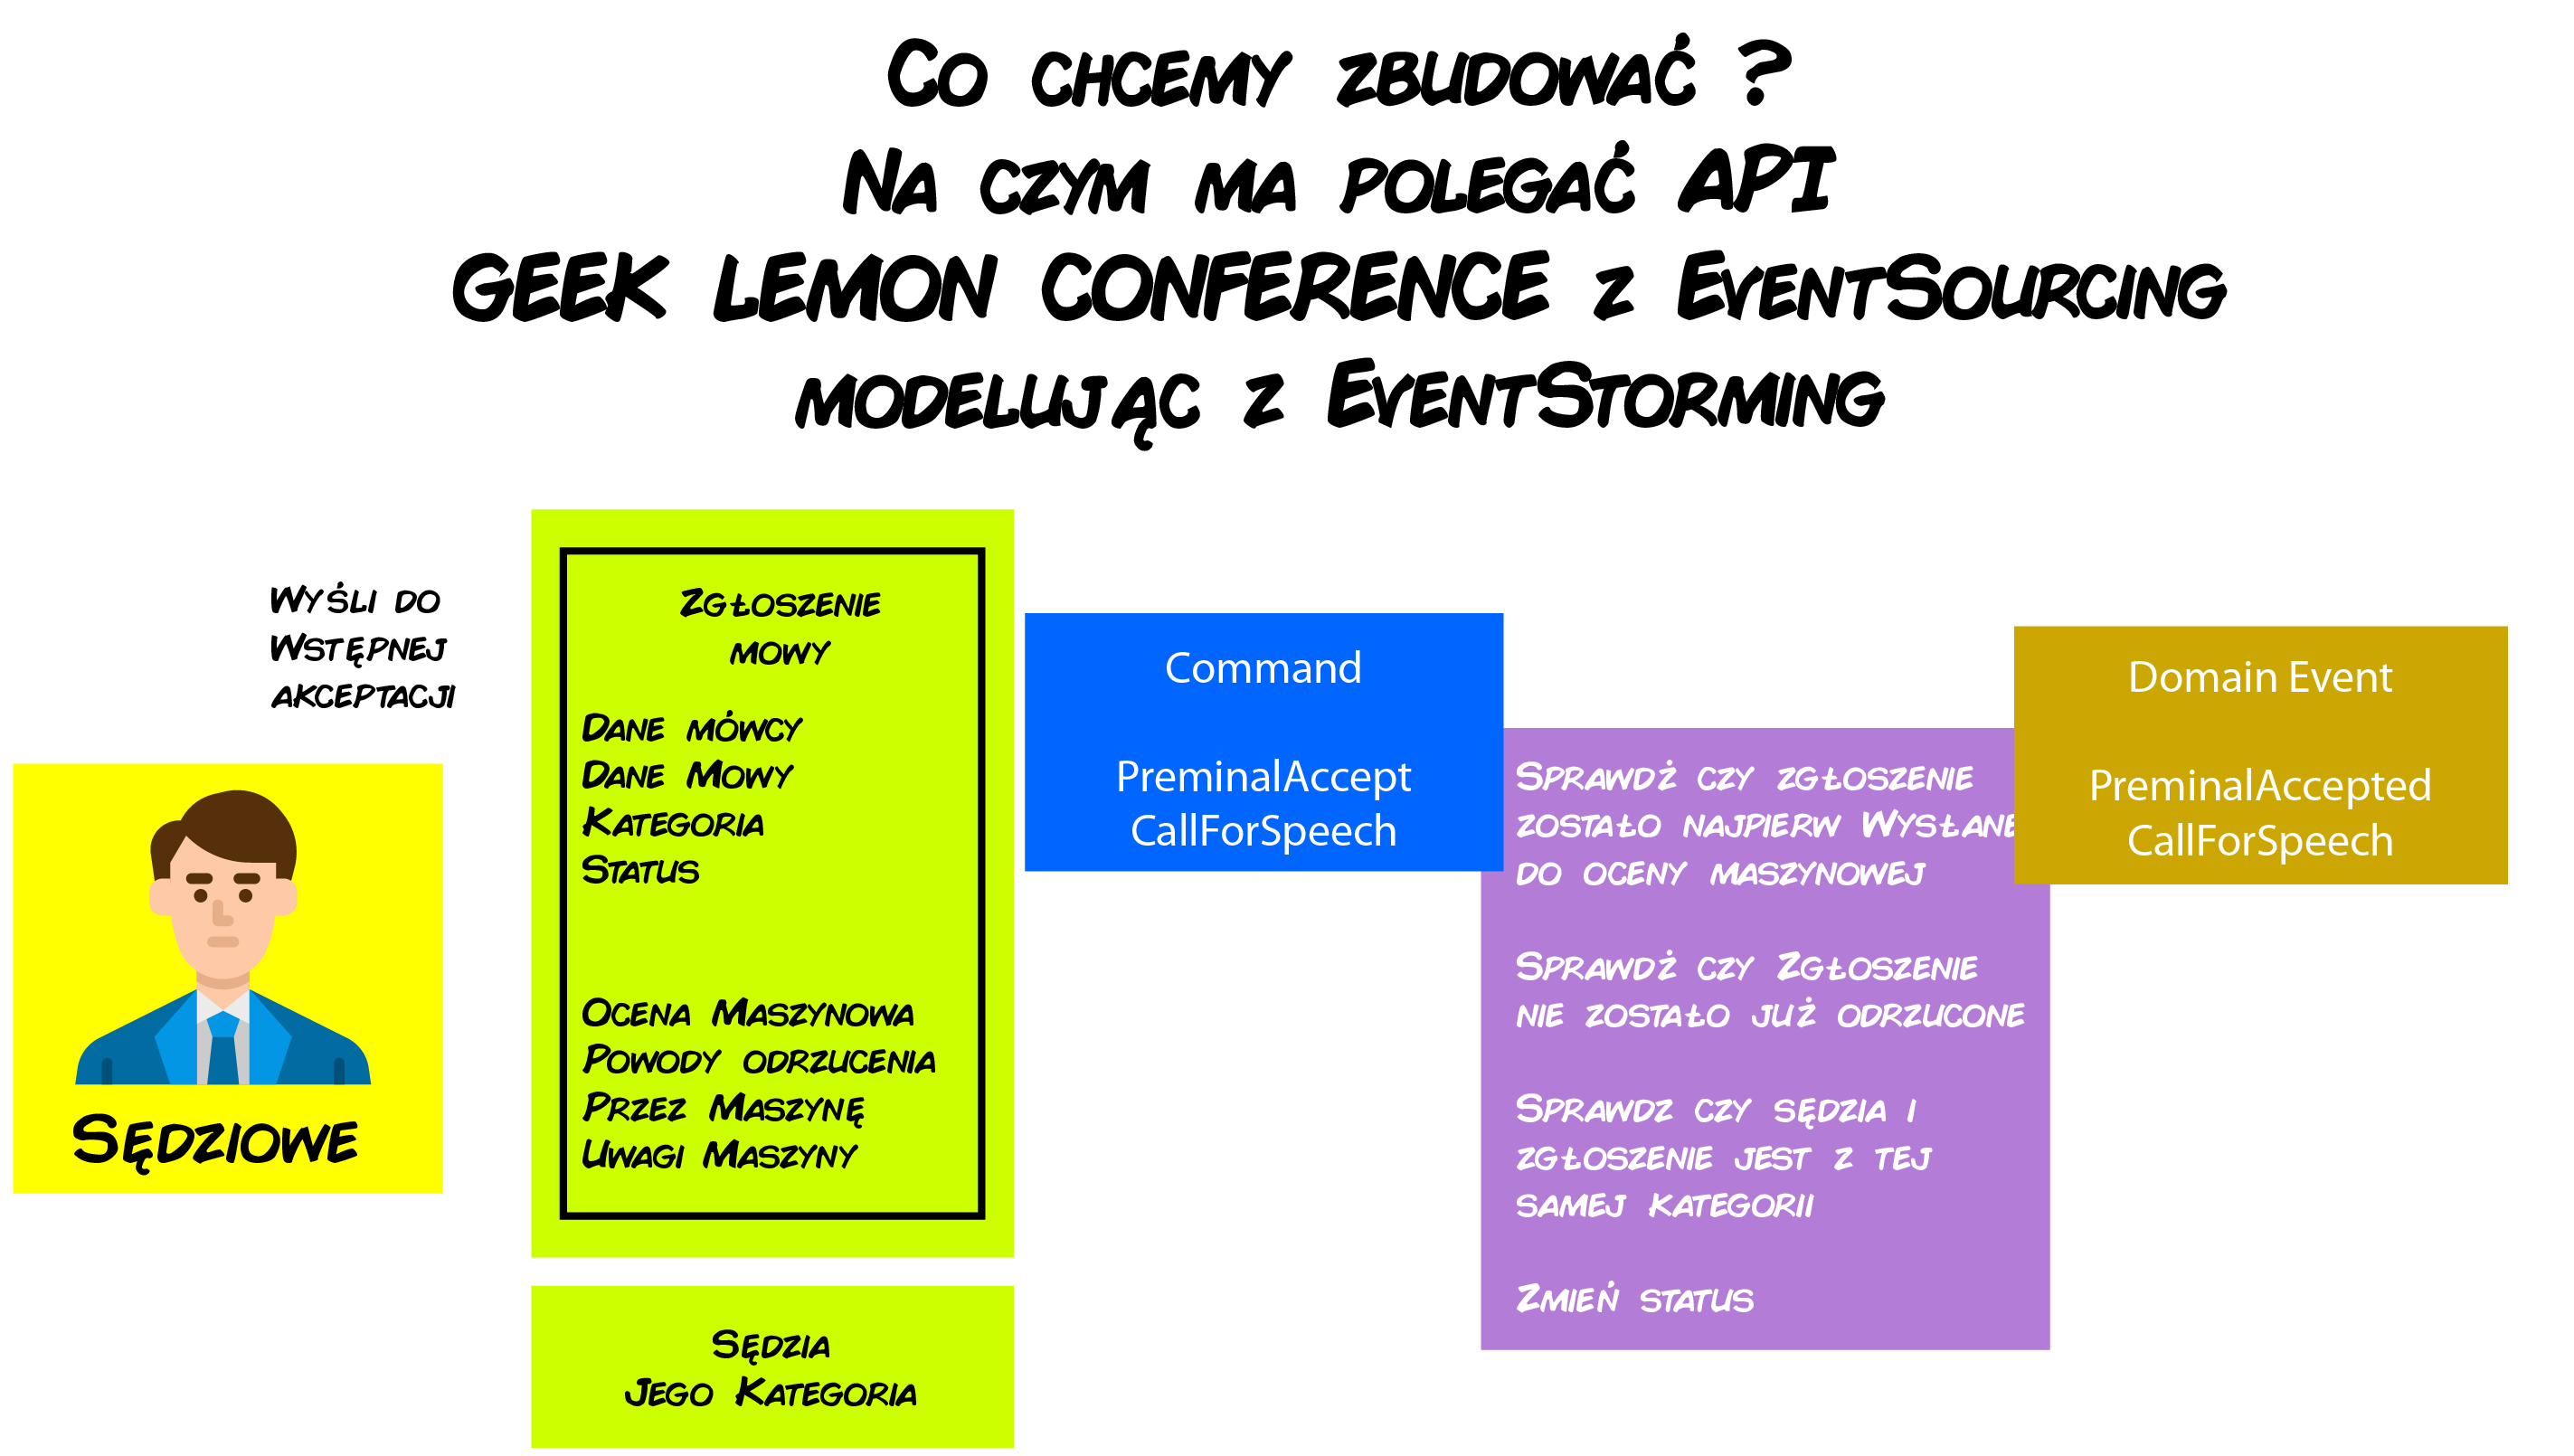 Co chcemy zbudować ?
Na czym ma polegać API
GEEK LEMON CONFERENCE z EventSourcing
modelując z EventStorming
Wyśli do
Wstępnej
akceptacji
Sędziowe
Zgłoszenie
mowy
Dane mówcy
Dane Mowy
Kategoria
Status
Ocena Maszynowa
Powody odrzucenia
Przez Maszynę
Uwagi Maszyny
Sędzia
Jego Kategoria
Command
PreminalAccept
CallForSpeech
Sprawdż czy zgłoszenie
zostało najpierw Wysłane
do oceny maszynowej
Sprawdż czy Zgłoszenie
nie zostało już odrzucone
Sprawdz czy sędzia i
zgłoszenie jest z tej
samej Kategorii
Zmień status
Domain Event
PreminalAccepted
CallForSpeech